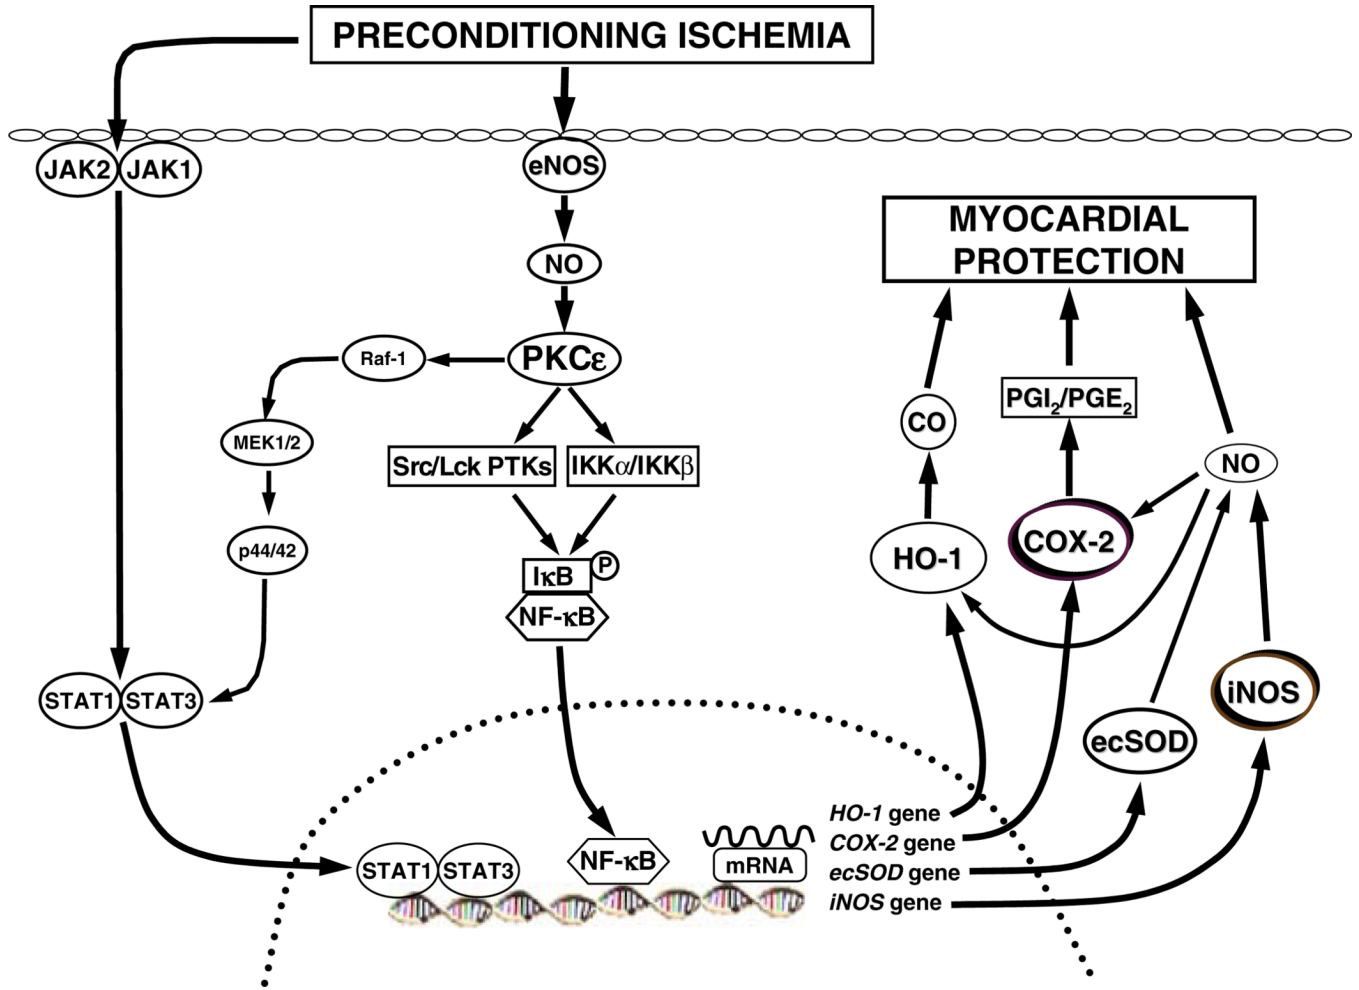 PRECONDITIONING ISCHEMIA
JAK2 JAK1
eNOS
NO
MYOCARDIAL
PROTECTION
Raf-1
PKCε
MEK1/2
Src/Lck PTKs
IKKα/IKKβ
CO
PGI₂/PGE₂
NO
p44/42
IκB
P
NF-κB
HO-1
COX-2
STAT1 STAT3
iNOS
ecSOD
STAT1 STAT3
NF-κB
mRNA
HO-1 gene
COX-2 gene
ecSOD gene
iNOS gene